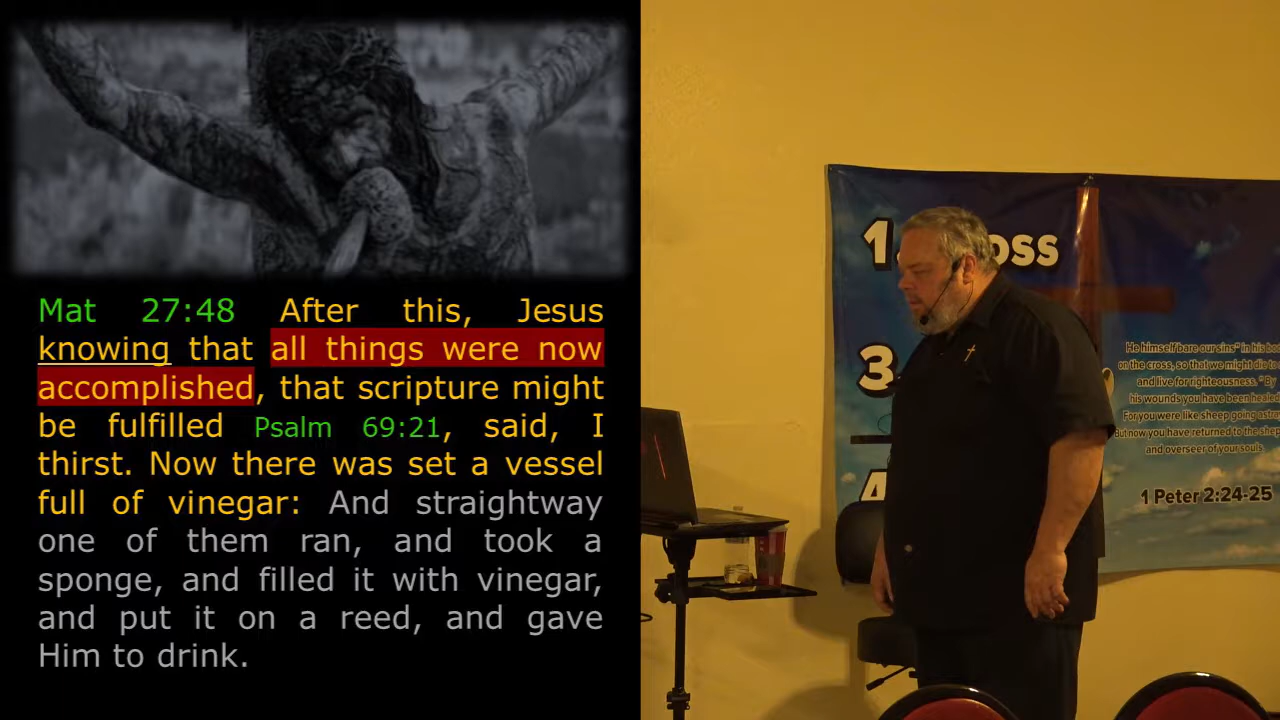 Mat 27:48 After this, Jesus
knowing that all things were now
accomplished, that scripture might
be fulfilled Psalm 69:21, said, I
thirst. Now there was set a vessel
full of vinegar: And straightway
one of them ran, and took a
sponge, and filled it with vinegar,
and put it on a reed, and gave
Him to drink.
1. oss
3.
4
He himself "bare our sins" in his bo
on the cross, so that we might die to
and live for righteousness. "By
his wounds you have been healed
For you were like sheep going astra
But now you have returned to the shep
and overseer of your souls.
1 Peter 2:24-25